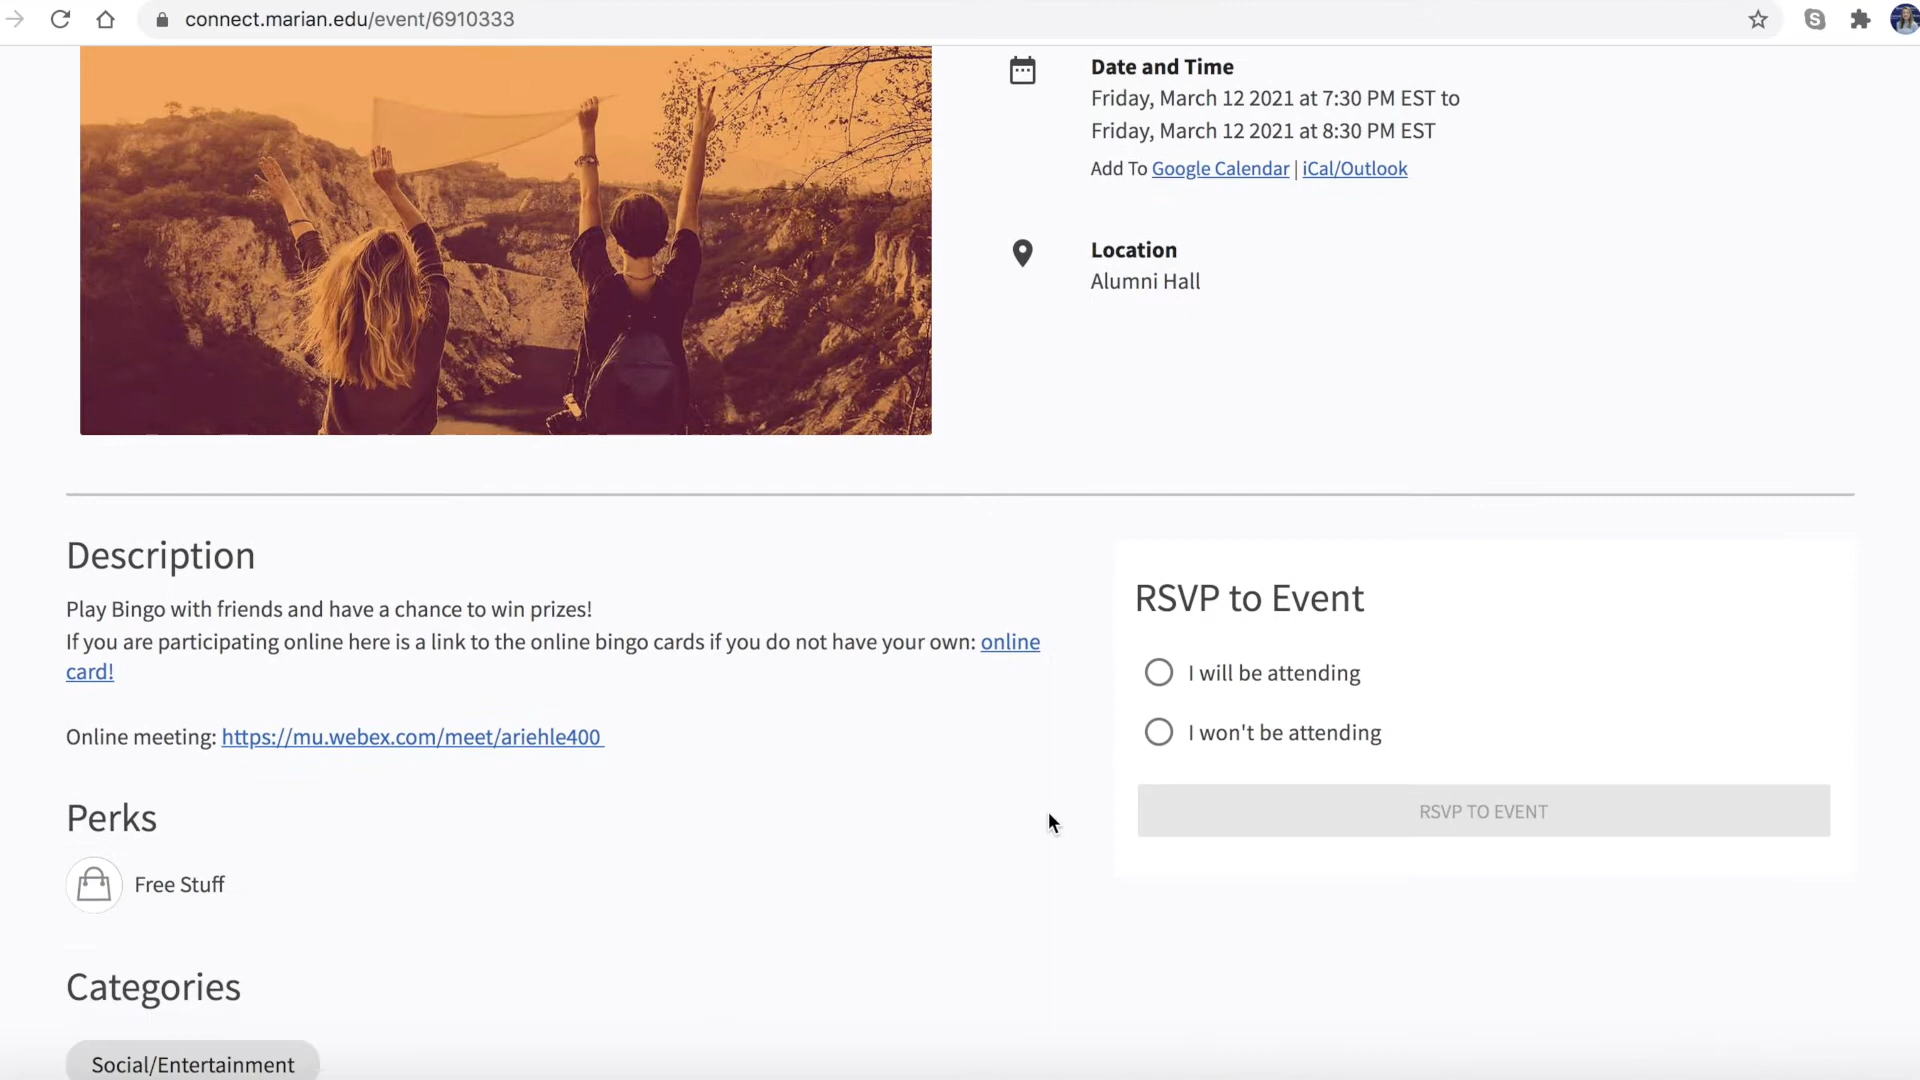 connect.marian.edu/event/6910333
Date and Time
Friday, March 12 2021 at 7:30 PM EST to
Friday, March 12 2021 at 8:30 PM EST
Add To Google Calendar | iCal/Outlook
Location
Alumni Hall
Description
Play Bingo with friends and have a chance to win prizes!
If you are participating online here is a link to the online bingo cards if you do not have your own: online
card!
Online meeting: https://mu.webex.com/meet/ariehle400
Perks
Free Stuff
Categories
Social/Entertainment
RSVP to Event
I will be attending
I won't be attending
RSVP TO EVENT